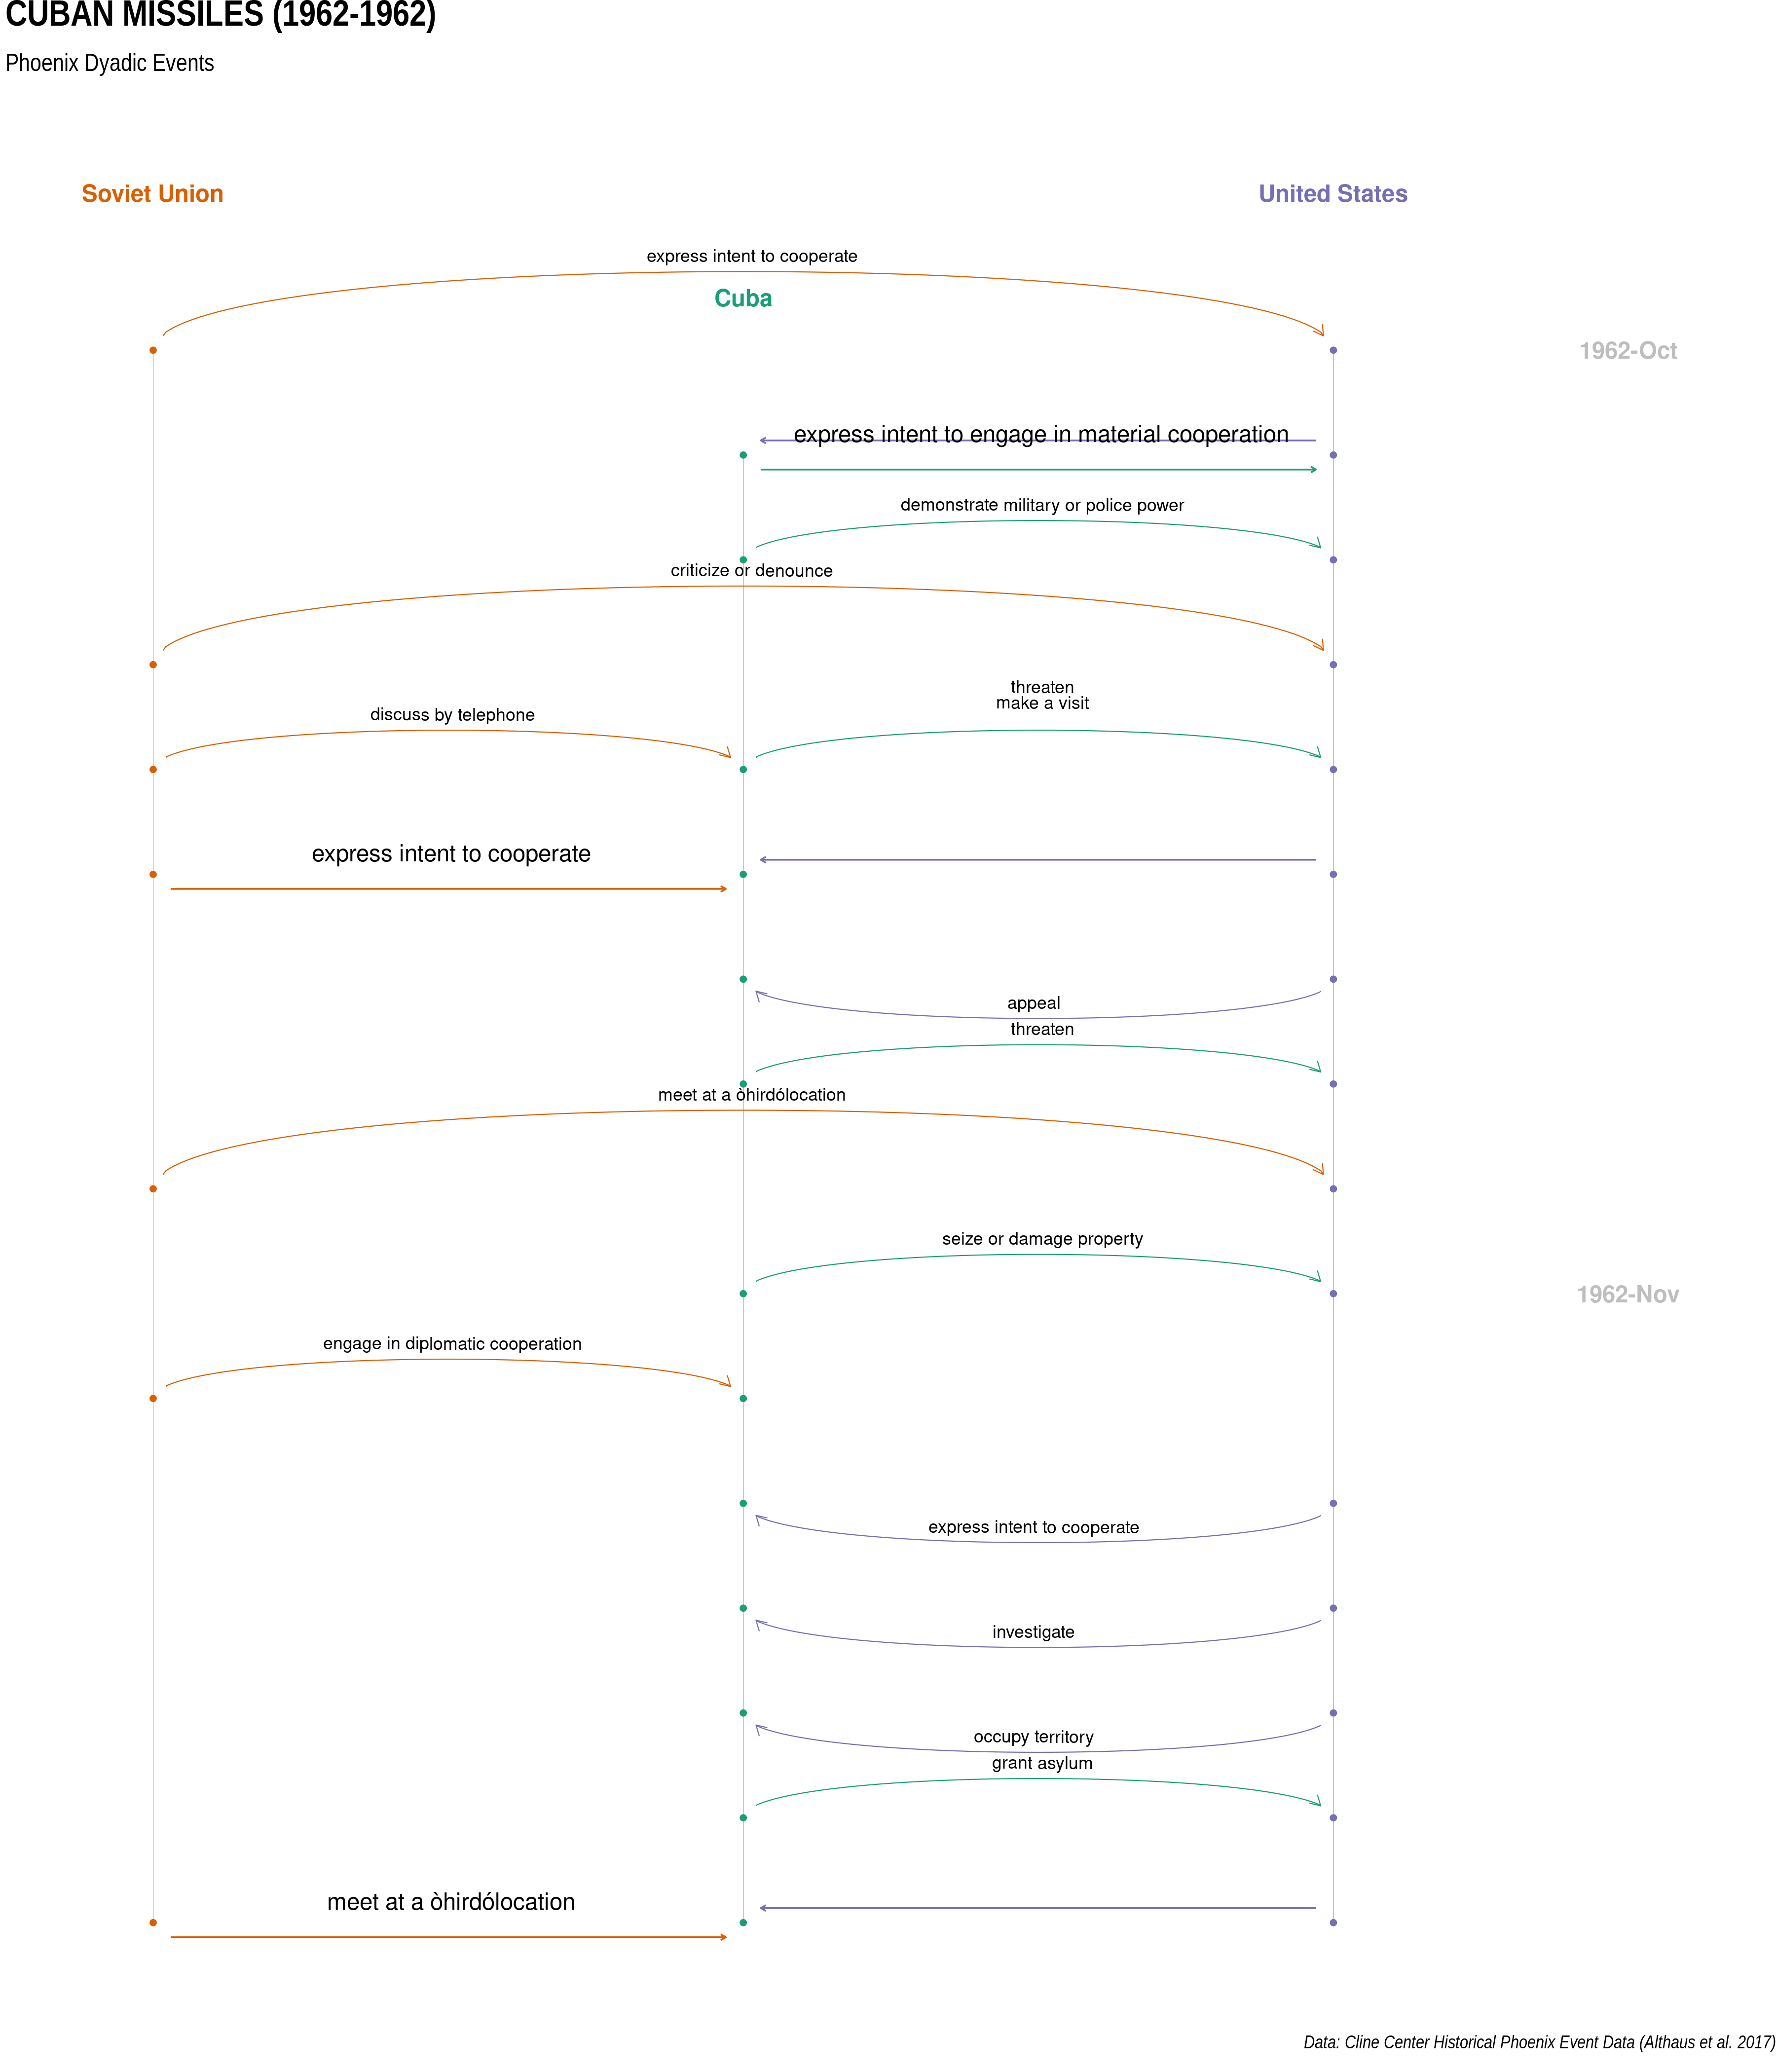 CUBAN MISSILES (1962-1962)
Phoenix Dyadic Events
Soviet Union
United States
express intent to cooperate
Cuba
1962-Oct
express intent to engage in material cooperation
demonstrate military or police power
criticize or denounce
threaten
make a visit
discuss by telephone
express intent to cooperate
appeal
threaten
meet at a òhirdólocation
seize or damage property
1962-Nov
engage in diplomatic cooperation
express intent to cooperate
investigate
occupy territory
grant asylum
meet at a òhirdólocation
Data: Cline Center Historical Phoenix Event Data (Althaus et al. 2017)